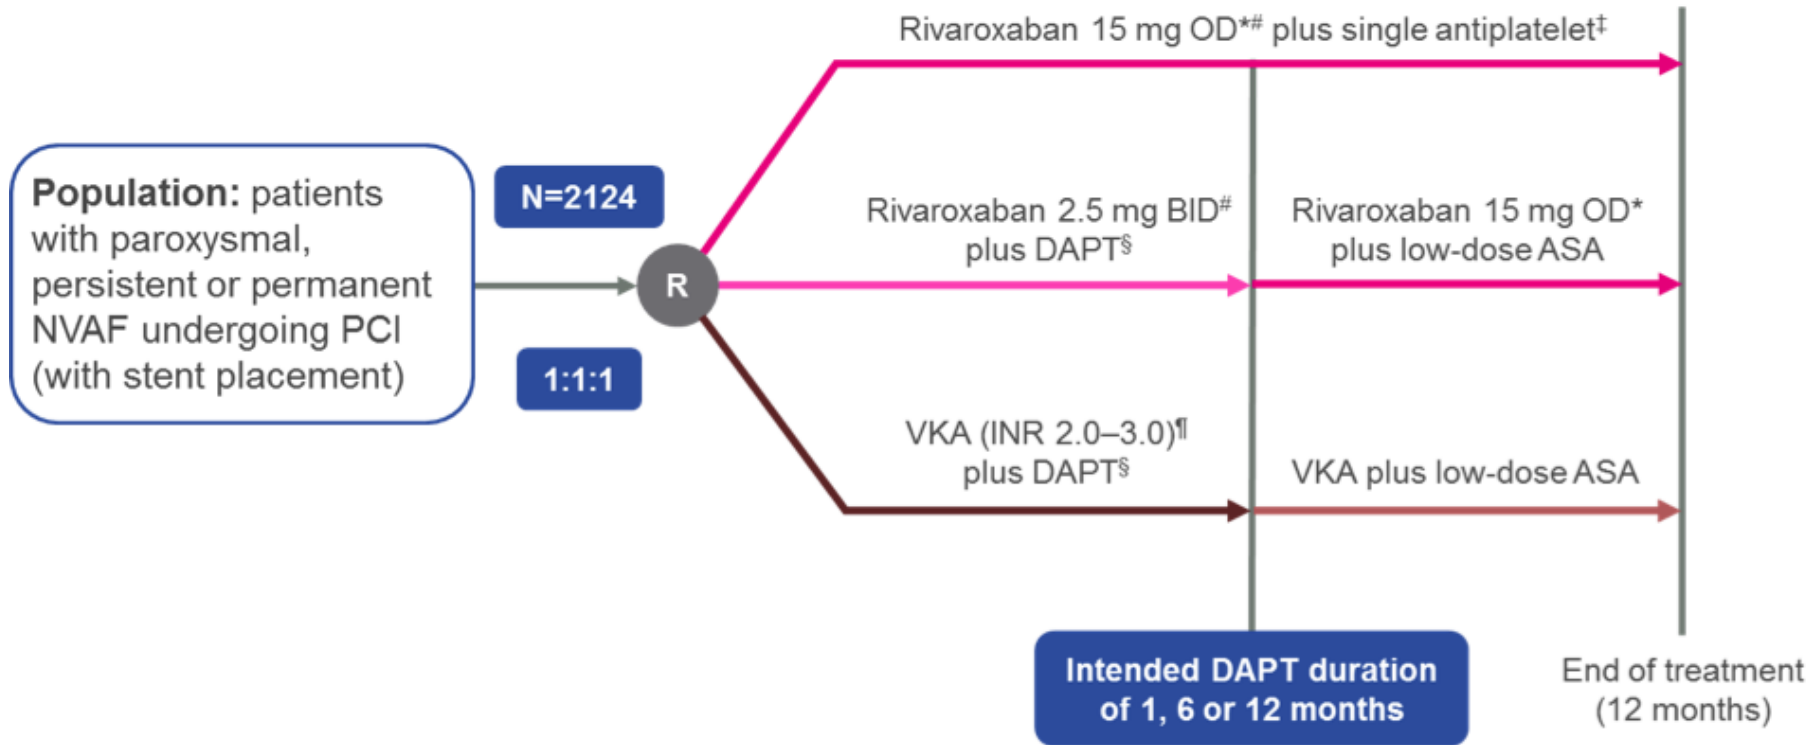 Rivaroxaban 15 mg OD*# plus single antiplatelet‡
Population: patients
with paroxysmal,
persistent or permanent
NVAF undergoing PCI
(with stent placement)
N=2124
1:1:1
R
Rivaroxaban 2.5 mg BID#
plus DAPT§
Rivaroxaban 15 mg OD*
plus low-dose ASA
VKA (INR 2.0–3.0)¶
plus DAPT§
VKA plus low-dose ASA
Intended DAPT duration
of 1, 6 or 12 months
End of treatment
(12 months)